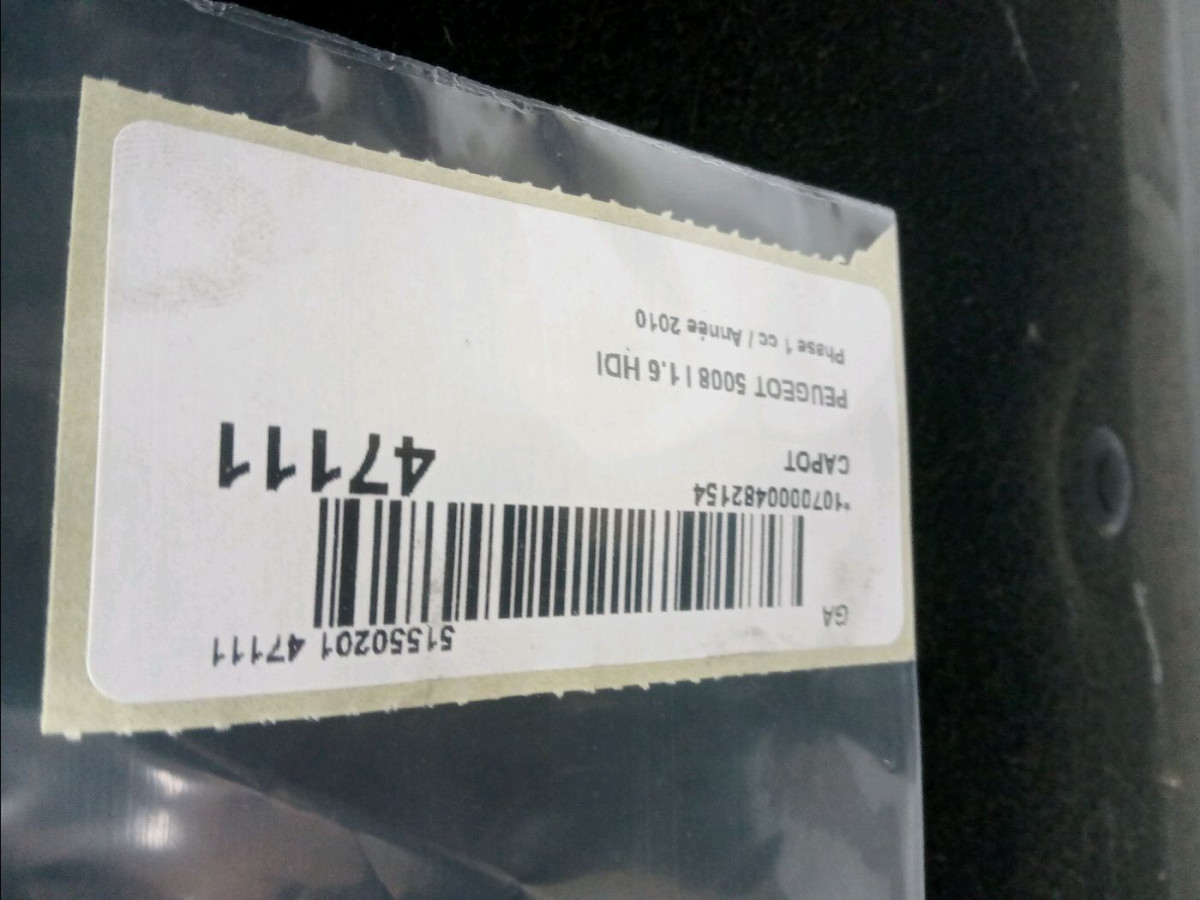 51550201 47111
GA
*1070000482154
47111
CAPOT
PEUGEOT 5008 I 1.6 HDI
Phase 1 cc / Année 2010